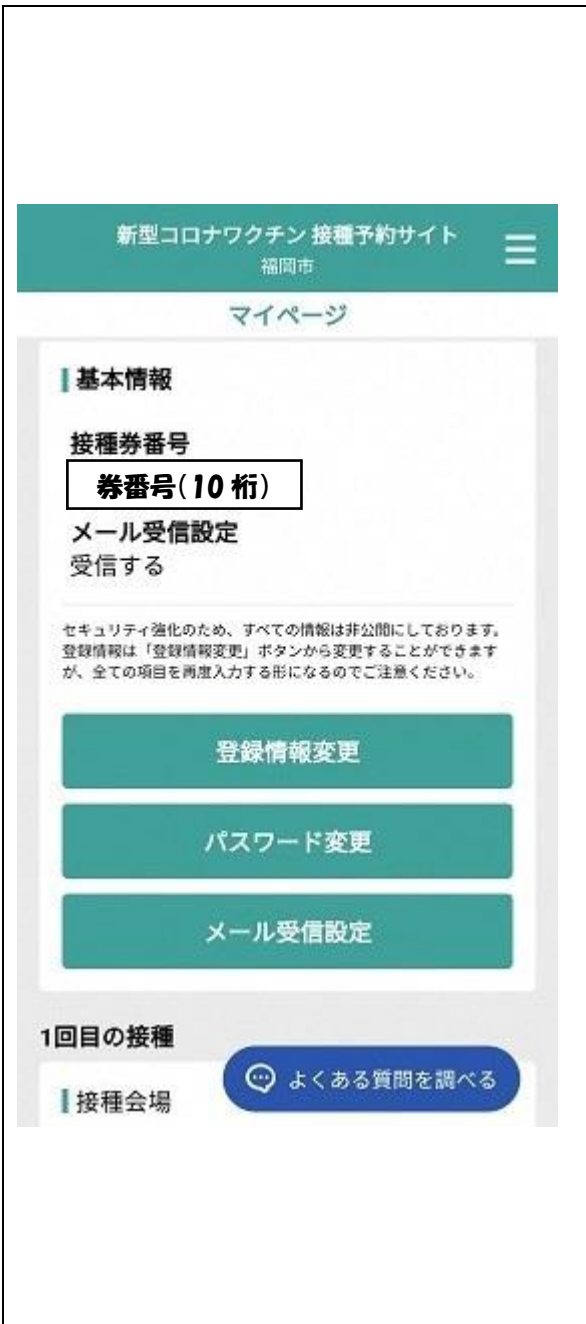 新型コロナワクチン 接種予約サイト
福岡市
マイページ
基本情報
接種券番号
券番号(10桁)
メール受信設定
受信する
セキュリティ強化のため、すべての情報は非公開にしております。
登録情報は「登録情報変更」ボタンから変更することができます
が、全ての項目を再度入力する形になるのでご注意ください。
登録情報変更
パスワード変更
メール受信設定
1回目の接種
よくある質問を調べる
接種会場